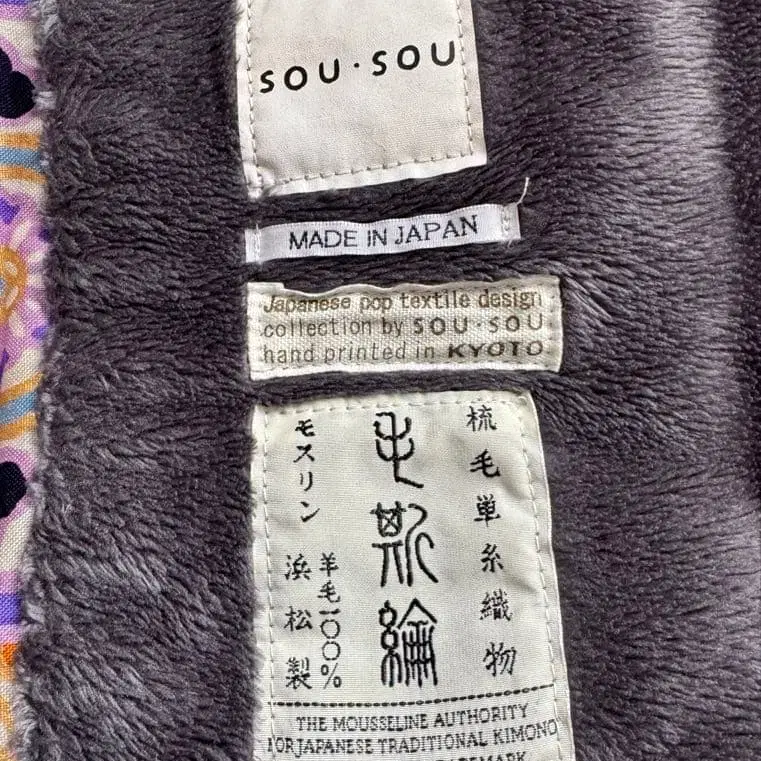 SOU・SOU
MADE IN JAPAN
Japanese pop textile design
collection by SOU・SOU
hand printed in KYOTO
梳毛単糸織物
毛斯綸
モスリン
羊毛一〇〇%
浜松製
THE MOUSSELINE AUTHORITY
FOR JAPANESE TRADITIONAL KIMONO
TRADEMARK